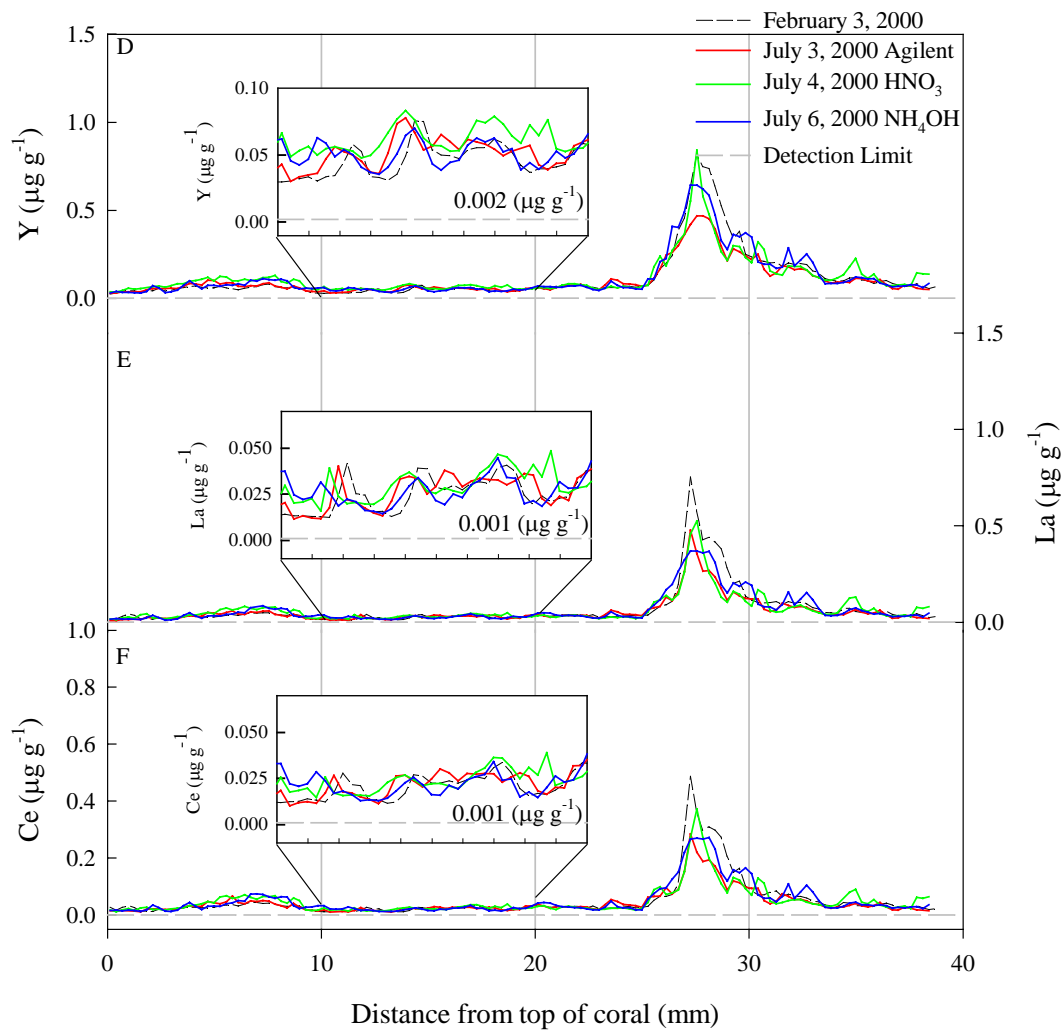 February 3, 2000
July 3, 2000 Agilent
July 4, 2000 HNO₃
July 6, 2000 NH₄OH
Detection Limit
D
Y (µg g⁻¹)
1.5
1.0
0.5
0.0
Y (µg g⁻¹)
0.10
0.05
0.00
0.002 (µg g⁻¹)
E
La (µg g⁻¹)
1.5
1.0
0.5
0.0
La (µg g⁻¹)
0.050
0.025
0.000
0.001 (µg g⁻¹)
F
Ce (µg g⁻¹)
1.0
0.8
0.6
0.4
0.2
0.0
Ce (µg g⁻¹)
0.050
0.025
0.000
0.001 (µg g⁻¹)
0 10 20 30 40
Distance from top of coral (mm)